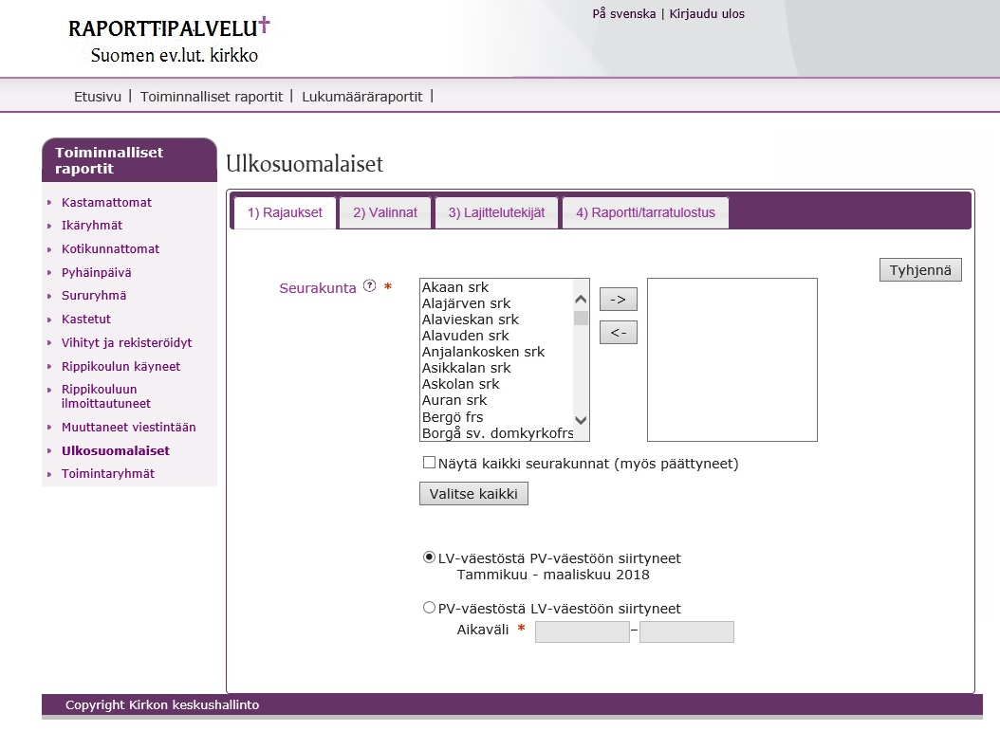 På svenska | Kirjaudu ulos
RAPORTTIPALVELUT
Suomen ev.lut. kirkko
Etusivu | Toiminnalliset raportit | Lukumääräraportit |
Toiminnalliset
raportit
Kastamattomat
Ikäryhmät
Kotikunnattomat
Pyhäinpäivä
Sururyhmä
Kastetut
Vihityt ja rekisteröidyt
Rippikoulun käyneet
Rippikouluun
ilmoittautuneet
Muuttaneet viestintään
Ulkosuomalaiset
Toimintaryhmät
Ulkosuomalaiset
1) Rajaukset 2) Valinnat 3) Lajittelutekijät 4) Raportti/tarratulostus
Tyhjennä
Seurakunta ? *
Akaan srk
Alajärven srk
Alavieskan srk
Alavuden srk
Anjalankosken srk
Asikkalan srk
Askolan srk
Auran srk
Bergö frs
Borgå sv. domkyrkofrs
->
<-
Näytä kaikki seurakunnat (myös päättyneet)
Valitse kaikki
LV-väestöstä PV-väestöön siirtyneet
Tammikuu - maaliskuu 2018
PV-väestöstä LV-väestöön siirtyneet
Aikaväli * –
Copyright Kirkon keskushallinto